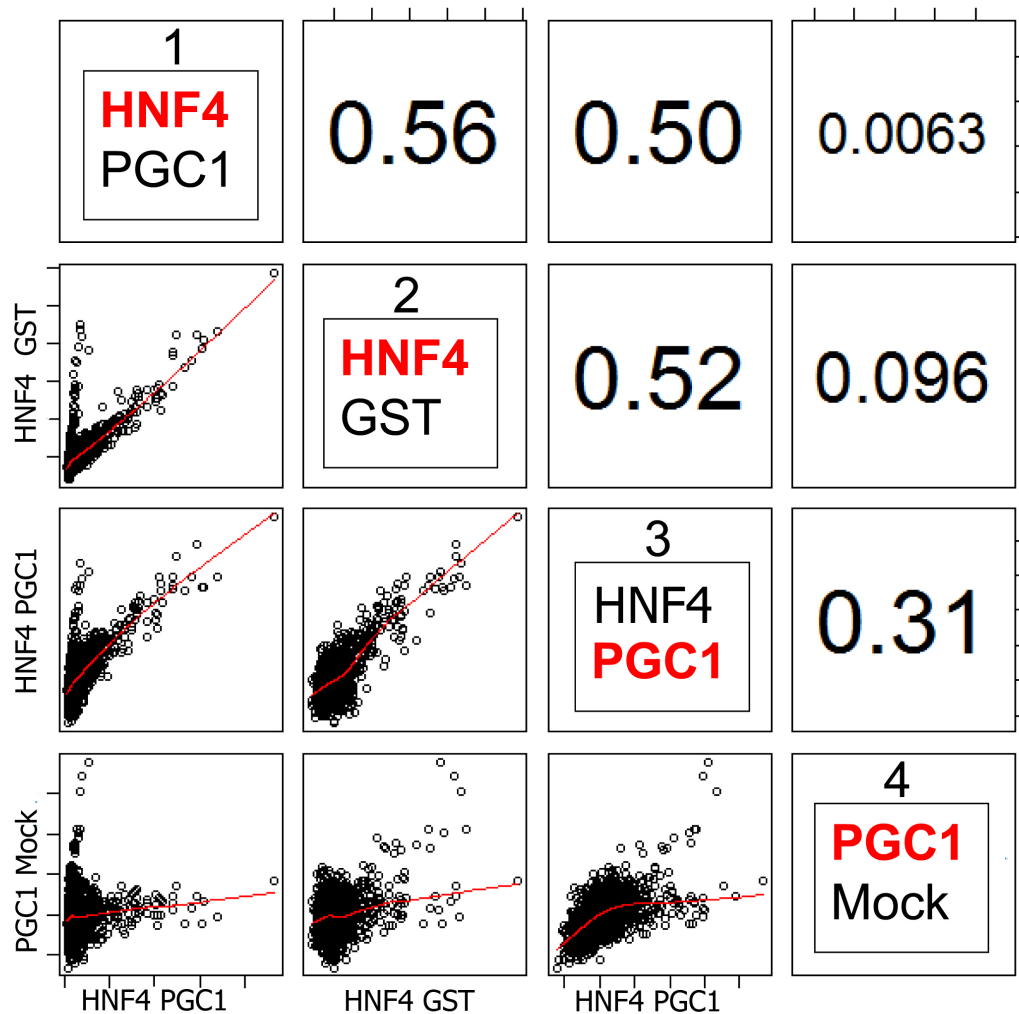 1
HNF4
PGC1
0.56
0.50
0.0063
HNF4 GST
2
HNF4
GST
0.52
0.096
HNF4 PGC1
3
HNF4
PGC1
0.31
PGC1 Mock
4
PGC1
Mock
HNF4 PGC1
HNF4 GST
HNF4 PGC1